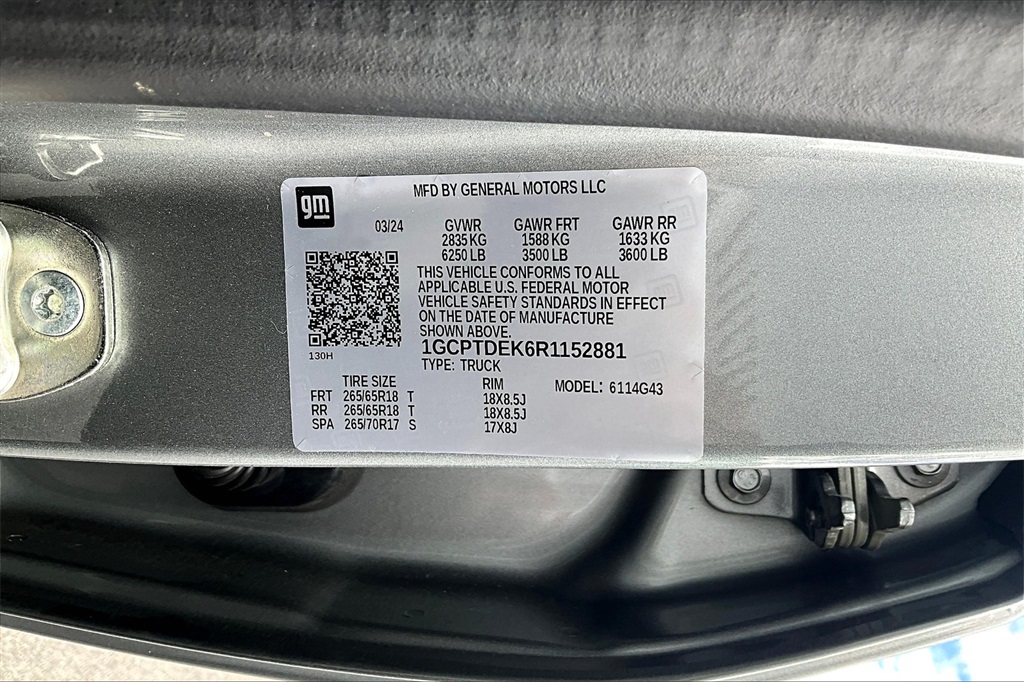 gm
MFD BY GENERAL MOTORS LLC
03/24 GVWR GAWR FRT GAWR RR
2835 KG 1588 KG 1633 KG
6250 LB 3500 LB 3600 LB
THIS VEHICLE CONFORMS TO ALL
APPLICABLE U.S. FEDERAL MOTOR
VEHICLE SAFETY STANDARDS IN EFFECT
ON THE DATE OF MANUFACTURE
SHOWN ABOVE.
130H
1GCPTDEK6R1152881
TYPE: TRUCK
TIRE SIZE RIM MODEL: 6114G43
FRT 265/65R18 T 18X8.5J
RR 265/65R18 T 18X8.5J
SPA 265/70R17 S 17X8J